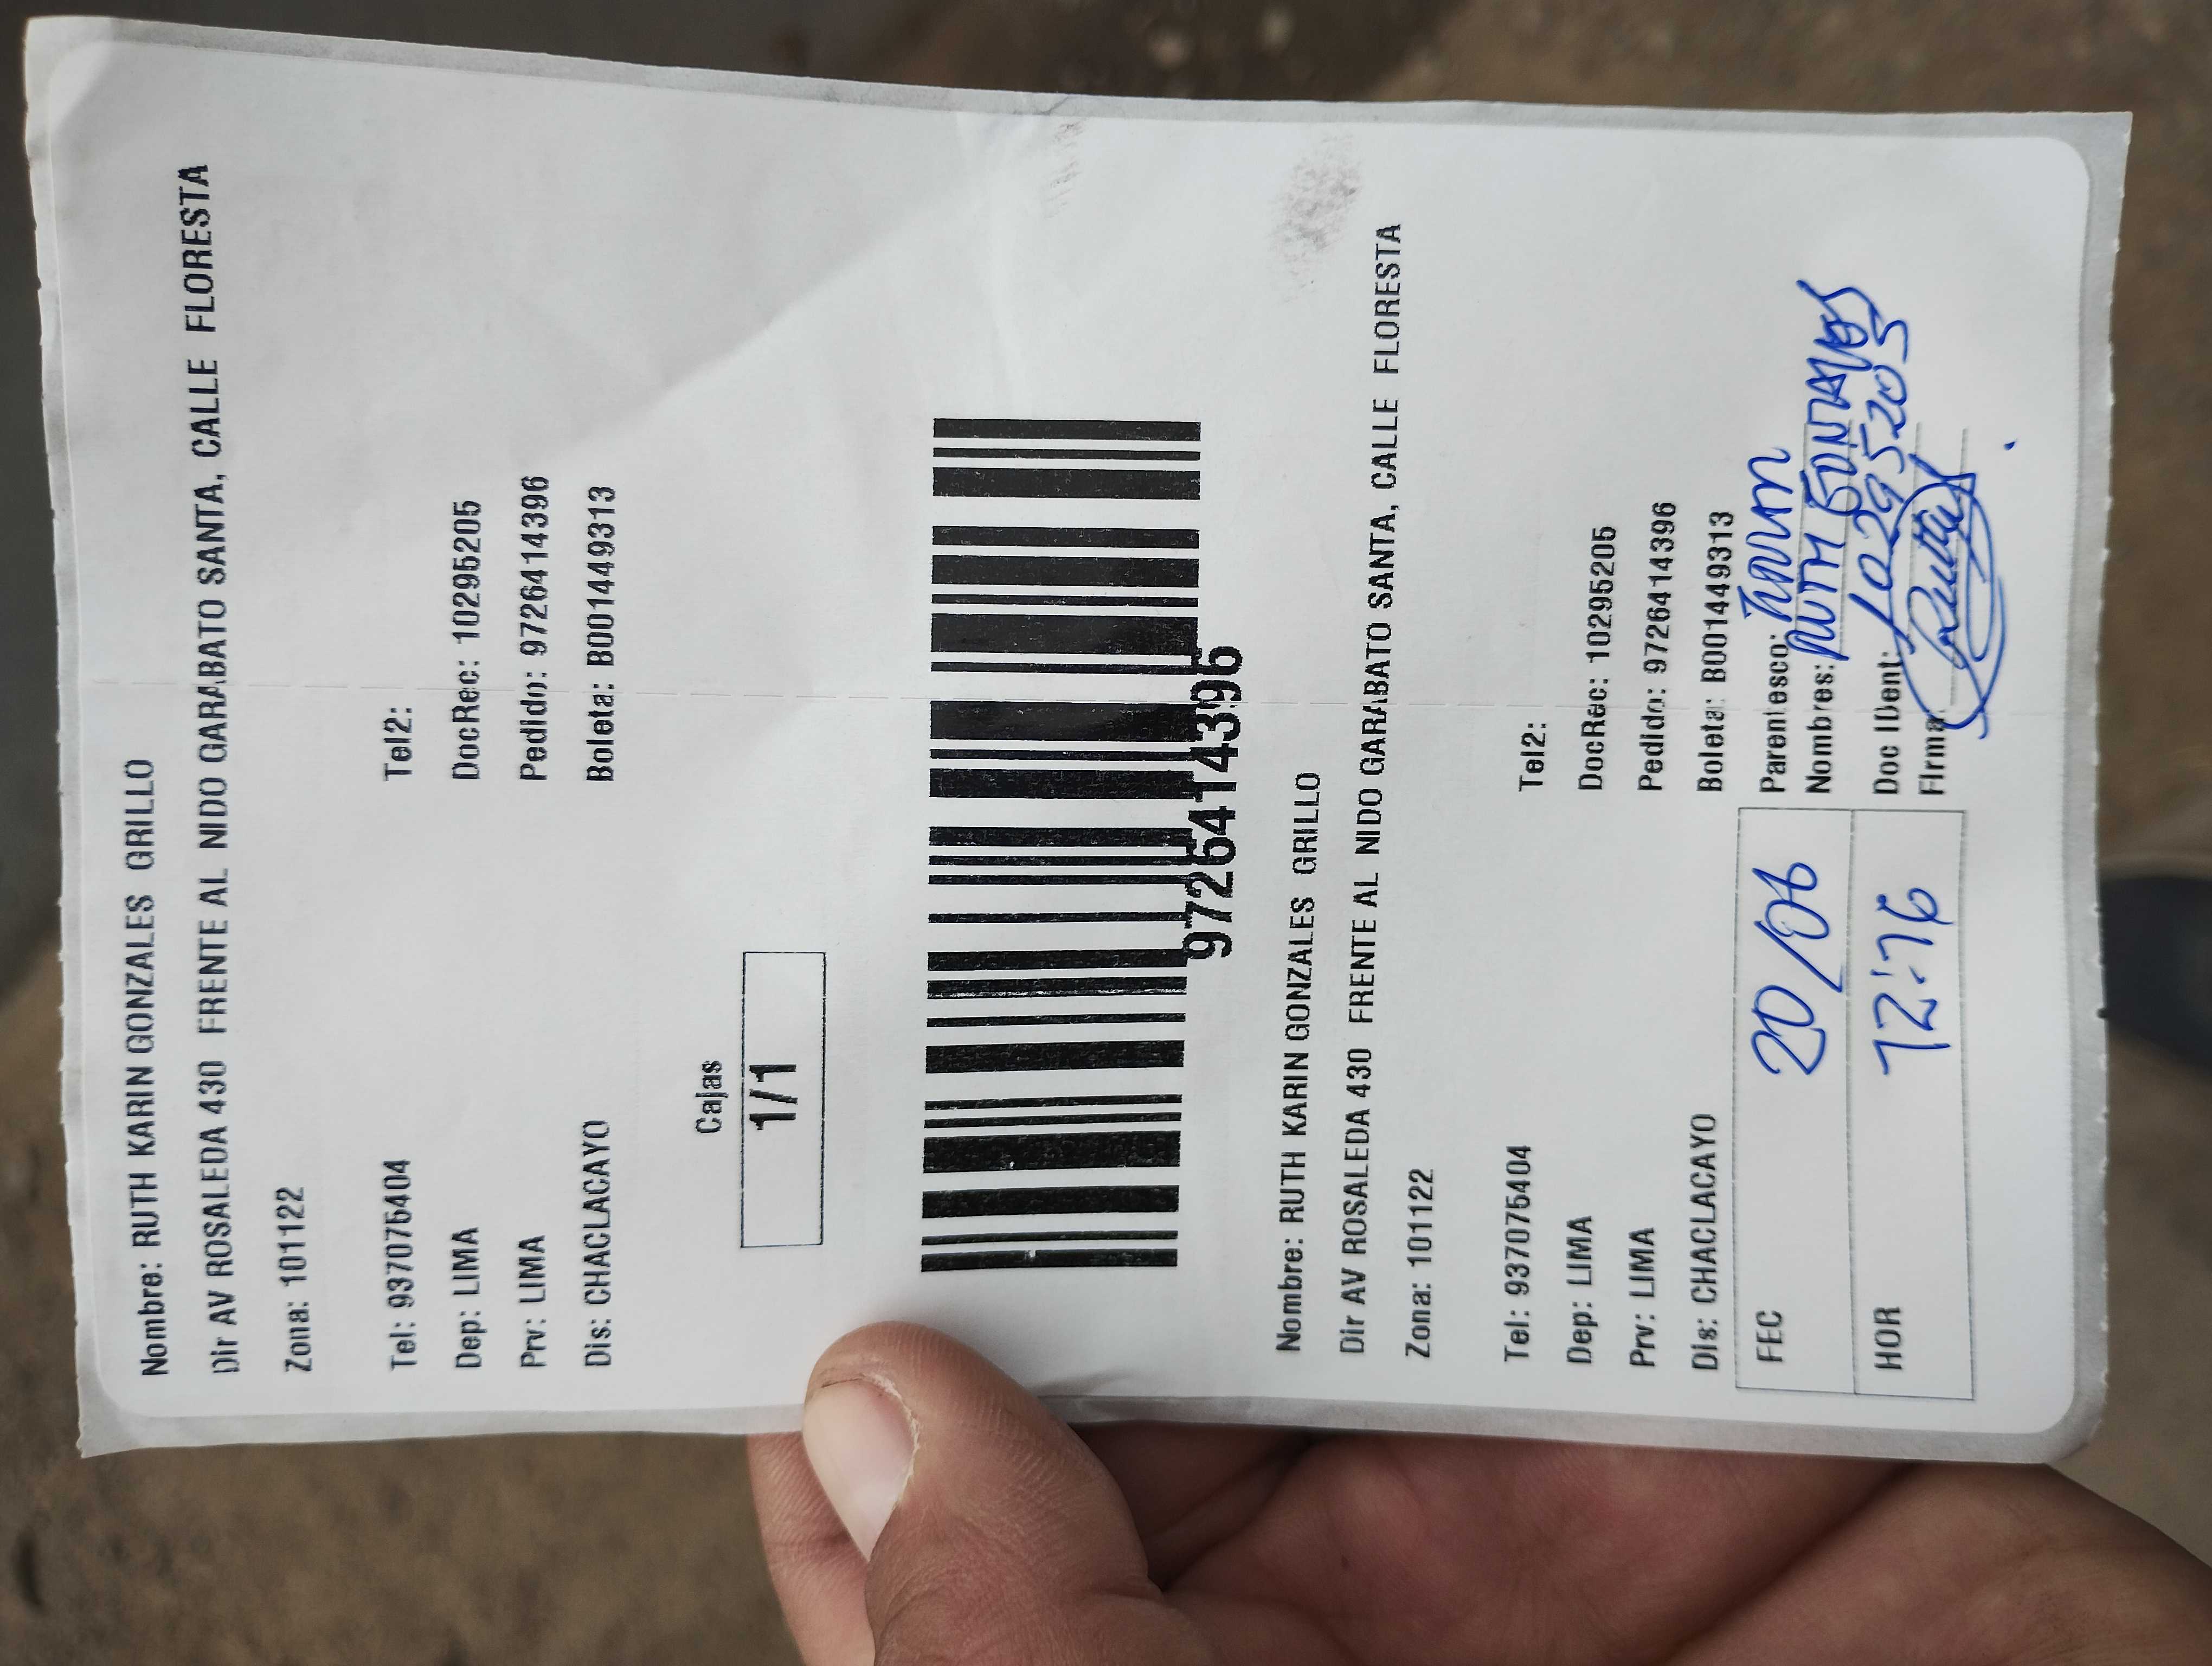 Nombre: RUTH KARIN GONZALES GRILLO
Dir AV ROSALEDA 430 FRENTE AL NIDO GARABATO SANTA, CALLE FLORESTA
Zona: 101122
Tel: 937075404 Tel2:
Dep: LIMA DocRec: 10295205
Prv: LIMA Pedido: 9726414396
Dis: CHACLACAYO Boleta: B001449313
Cajas
1/1
9726414396
Nombre: RUTH KARIN GONZALES GRILLO
Dir AV ROSALEDA 430 FRENTE AL NIDO GARABATO SANTA, CALLE FLORESTA
Zona: 101122
Tel: 937075404 Tel2:
Dep: LIMA DocRec: 10295205
Prv: LIMA Pedido: 9726414396
Dis: CHACLACAYO Boleta: B001449313
FEC 20/06 Parentesco:
Nombres: RUTH GONZALES
HOR 12:16 Doc IDent: 10295205
Firma: Ruth